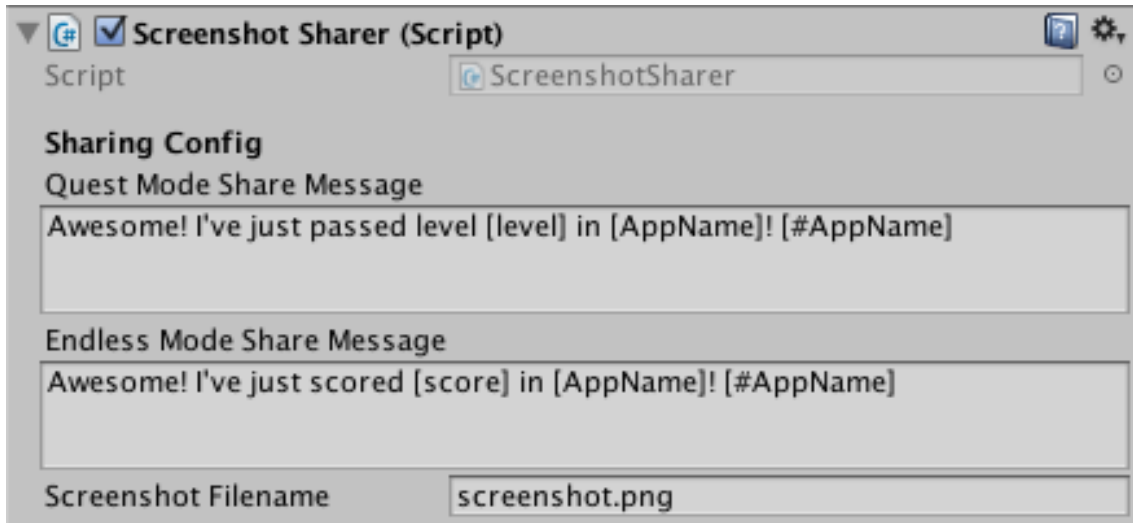 Screenshot Sharer (Script)
Script ScreenshotSharer
Sharing Config
Quest Mode Share Message
Awesome! I've just passed level [level] in [AppName]! [#AppName]
Endless Mode Share Message
Awesome! I've just scored [score] in [AppName]! [#AppName]
Screenshot Filename screenshot.png